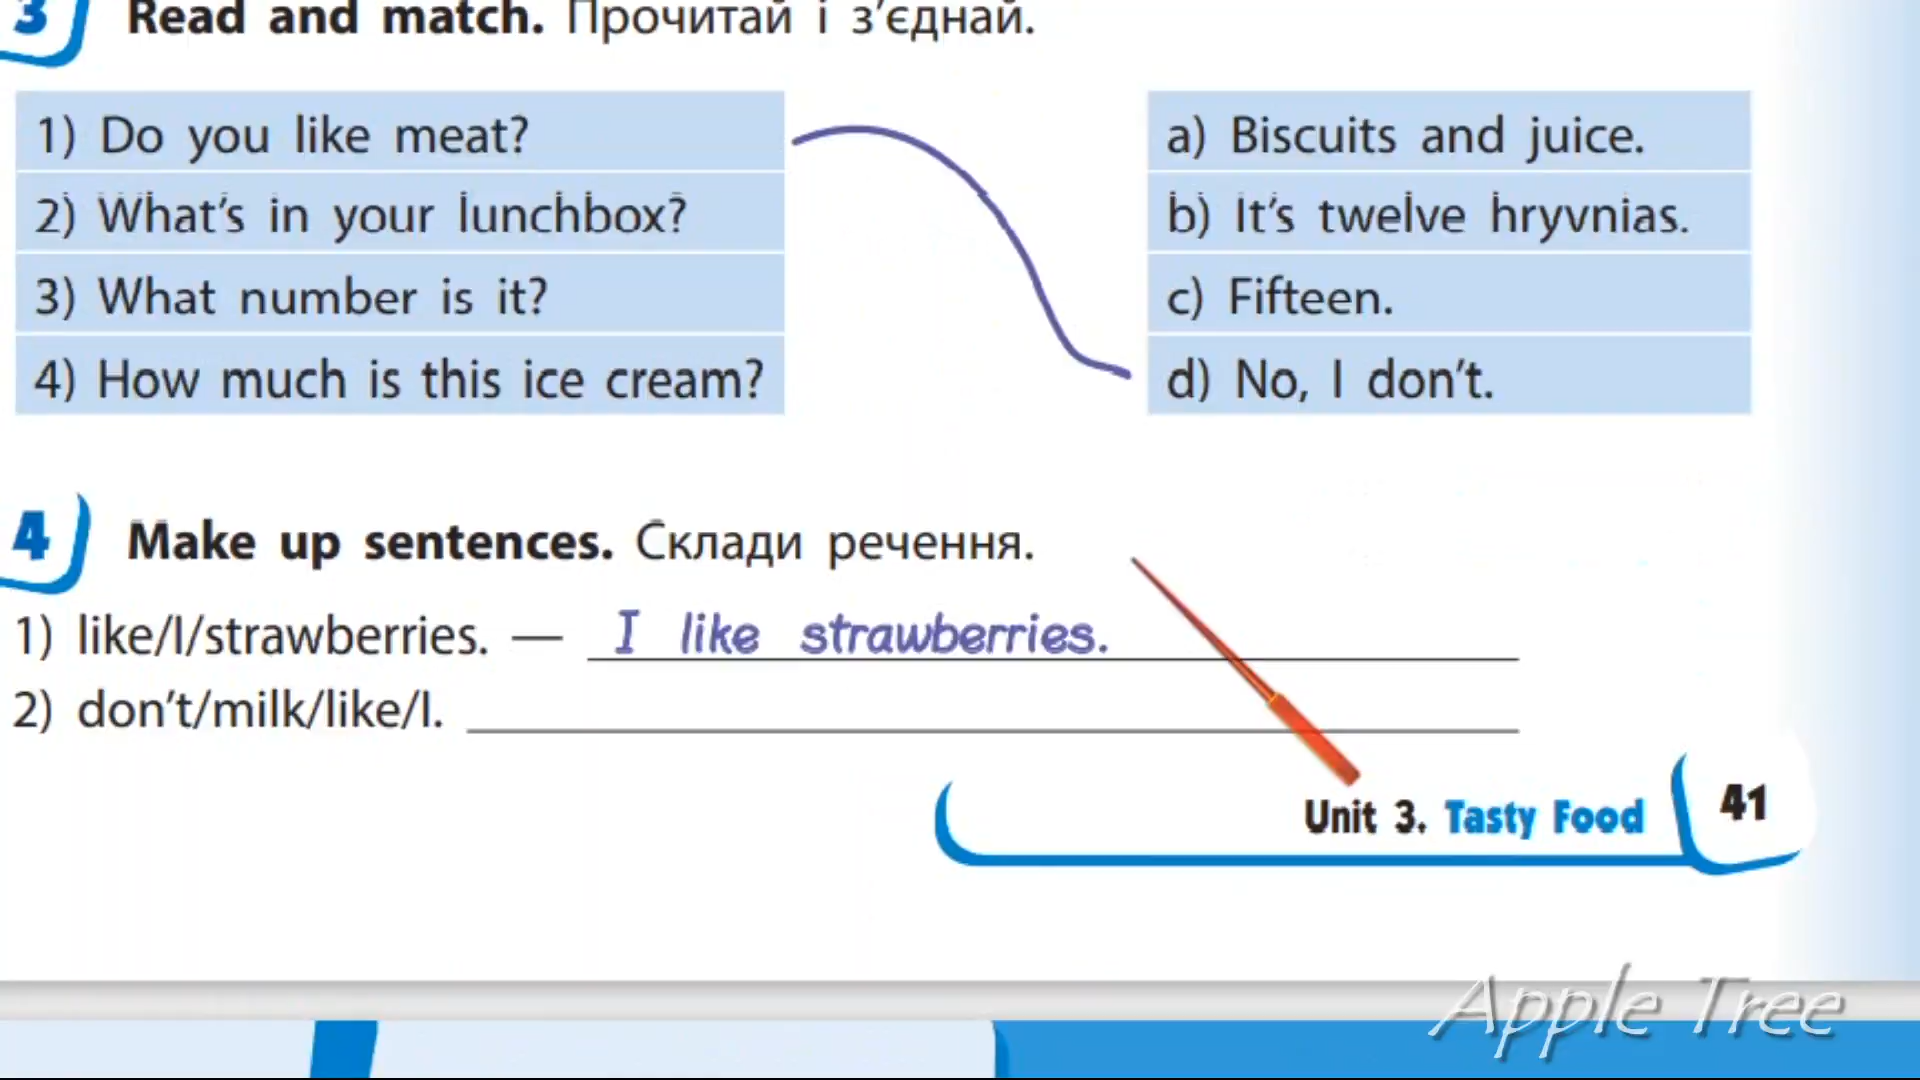 3 Read and match. Прочитай і з’єднай.
1) Do you like meat?
2) What’s in your lunchbox?
3) What number is it?
4) How much is this ice cream?
a) Biscuits and juice.
b) It’s twelve hryvnias.
c) Fifteen.
d) No, I don’t.
4 Make up sentences. Склади речення.
1) like/I/strawberries. — I like strawberries.
2) don’t/milk/like/I.
Unit 3. Tasty Food 41
Apple Tree